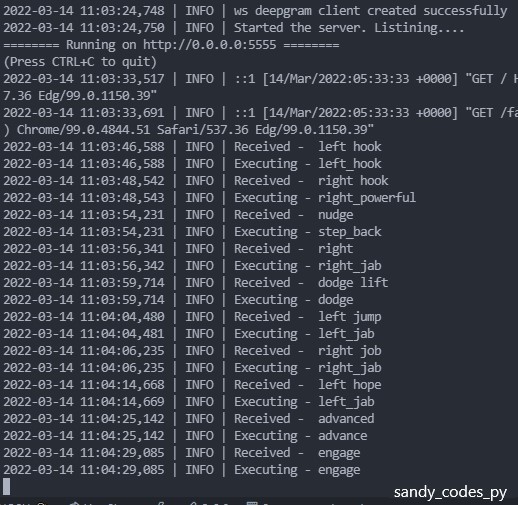 2022-03-14 11:03:24,748 | INFO | ws deepgram client created successfully
2022-03-14 11:03:24,750 | INFO | Started the server. Listining....
======== Running on http://0.0.0.0:5555 ========
(Press CTRL+C to quit)
2022-03-14 11:03:33,517 | INFO | ::1 [14/Mar/2022:05:33:33 +0000] "GET / H
7.36 Edg/99.0.1150.39"
2022-03-14 11:03:33,691 | INFO | ::1 [14/Mar/2022:05:33:33 +0000] "GET /fa
) Chrome/99.0.4844.51 Safari/537.36 Edg/99.0.1150.39"
2022-03-14 11:03:46,588 | INFO | Received -  left hook
2022-03-14 11:03:46,588 | INFO | Executing - left_hook
2022-03-14 11:03:48,542 | INFO | Received -  right hook
2022-03-14 11:03:48,543 | INFO | Executing - right_powerful
2022-03-14 11:03:54,231 | INFO | Received -  nudge
2022-03-14 11:03:54,231 | INFO | Executing - step_back
2022-03-14 11:03:56,341 | INFO | Received -  right
2022-03-14 11:03:56,342 | INFO | Executing - right_jab
2022-03-14 11:03:59,714 | INFO | Received -  dodge lift
2022-03-14 11:03:59,714 | INFO | Executing - dodge
2022-03-14 11:04:04,480 | INFO | Received -  left jump
2022-03-14 11:04:04,481 | INFO | Executing - left_jab
2022-03-14 11:04:06,235 | INFO | Received -  right job
2022-03-14 11:04:06,235 | INFO | Executing - right_jab
2022-03-14 11:04:14,668 | INFO | Received -  left hope
2022-03-14 11:04:14,669 | INFO | Executing - left_jab
2022-03-14 11:04:25,142 | INFO | Received -  advanced
2022-03-14 11:04:25,142 | INFO | Executing - advance
2022-03-14 11:04:29,085 | INFO | Received -  engage
2022-03-14 11:04:29,085 | INFO | Executing - engage
sandy_codes_py